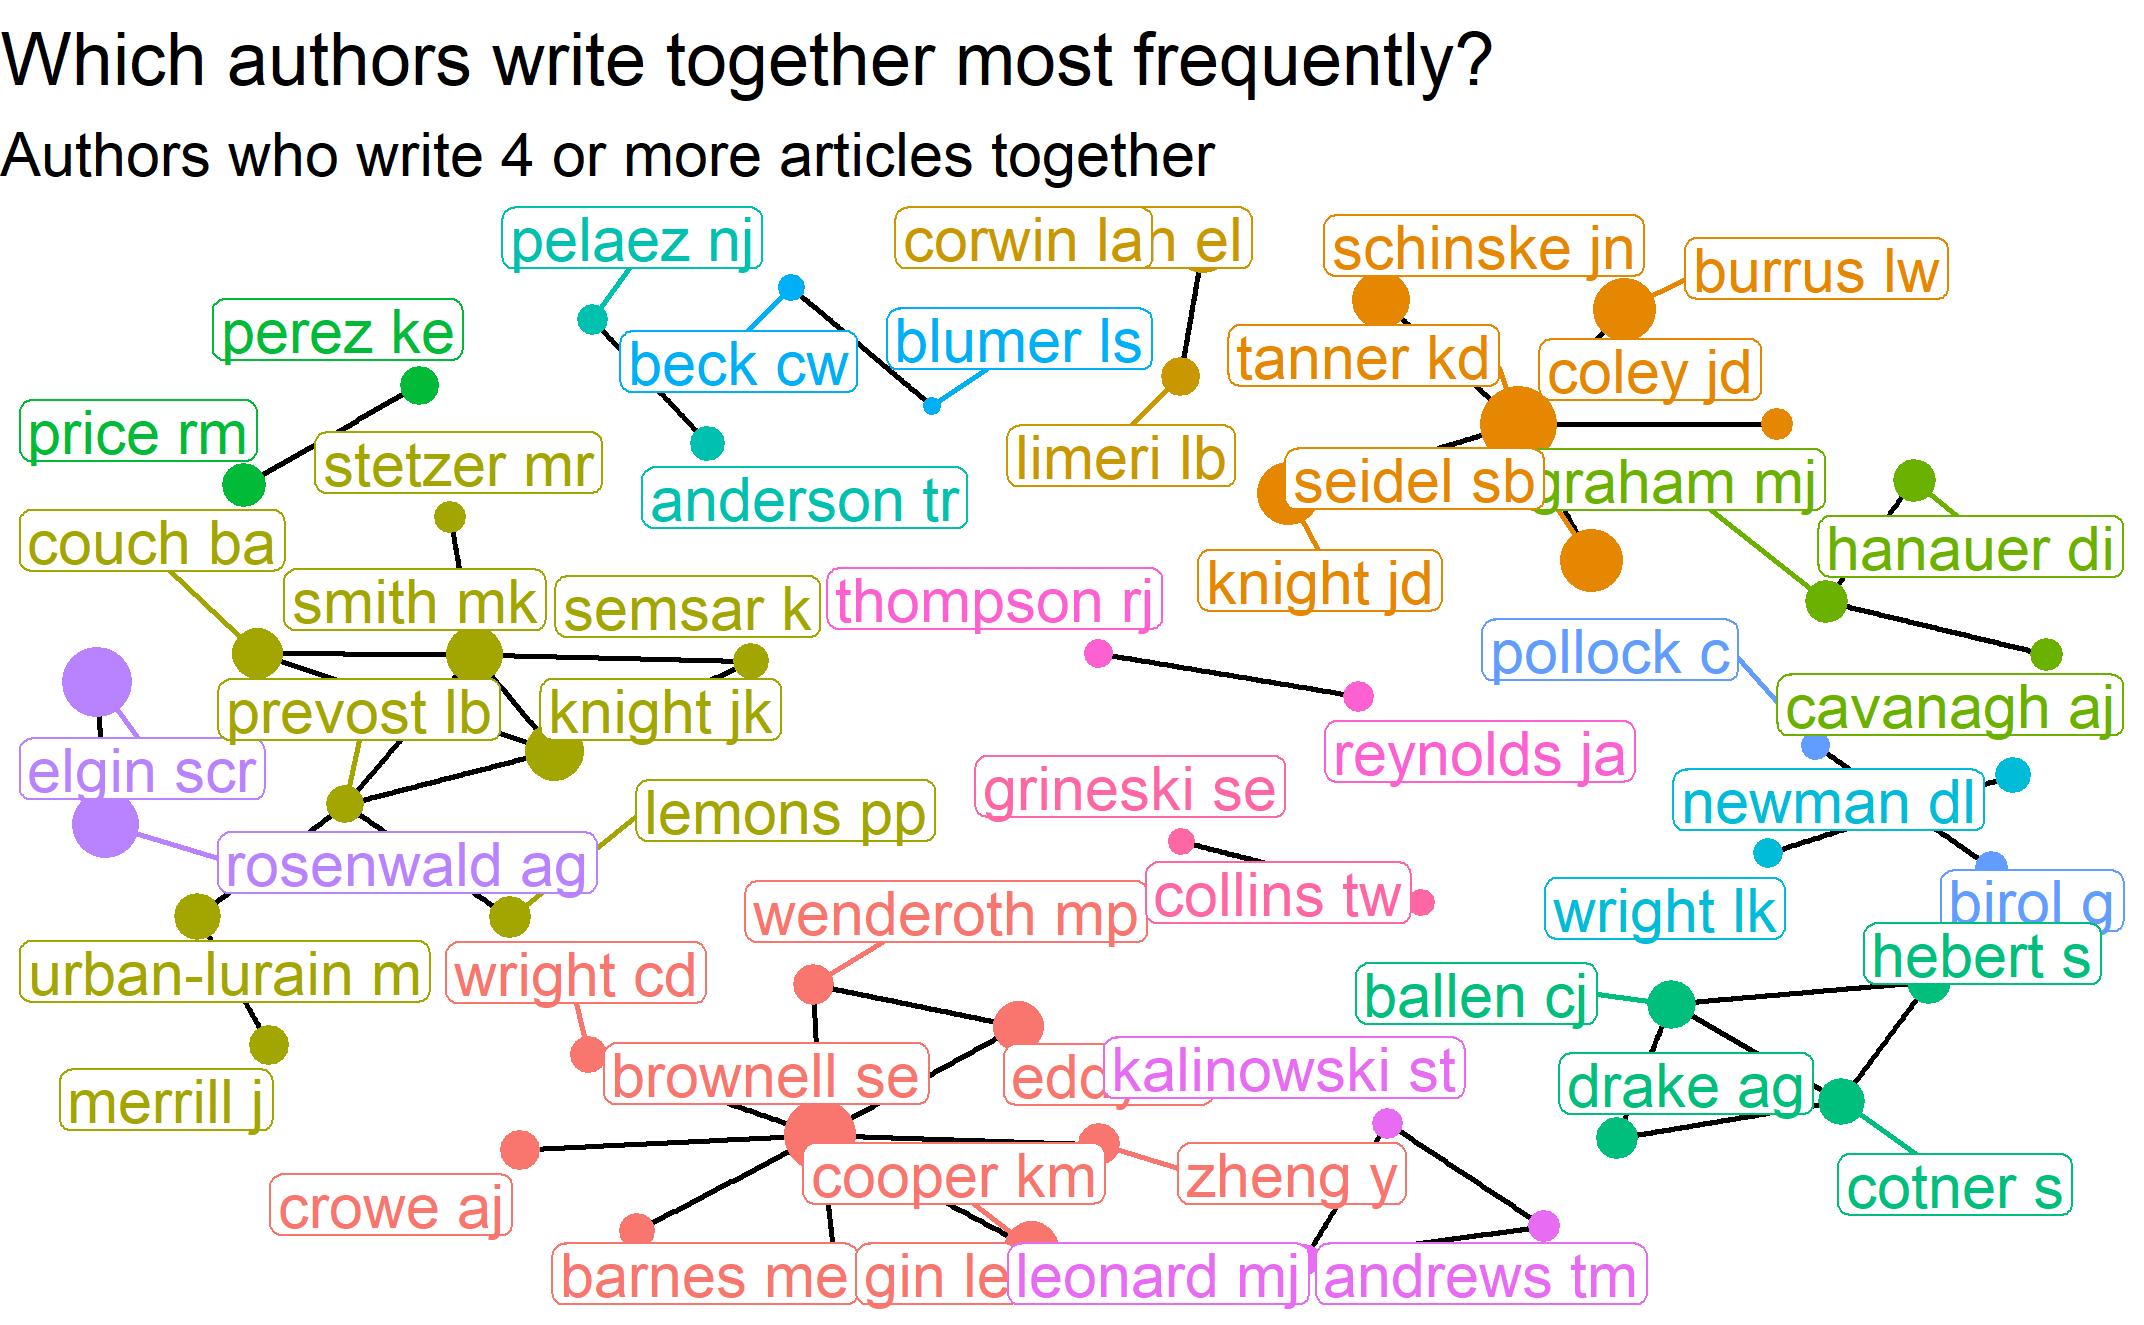 Which authors write together most frequently?
Authors who write 4 or more articles together
pelaez nj
corwin la
h el
schinske jn
burrus lw
perez ke
beck cw
blumer ls
tanner kd
coley jd
price rm
stetzer mr
limeri lb
anderson tr
seidel sb
graham mj
couch ba
hanauer di
knight jd
smith mk
semsar k
thompson rj
pollock c
prevost lb
knight jk
cavanagh aj
elgin scr
reynolds ja
grineski se
newman dl
lemons pp
rosenwald ag
collins tw
wenderoth mp
wright lk
birol g
hebert s
urban-lurain m
wright cd
ballen cj
brownell se
kalinowski st
drake ag
merrill j
cooper km
zheng y
cotner s
crowe aj
barnes me
gin le
leonard mj
andrews tm